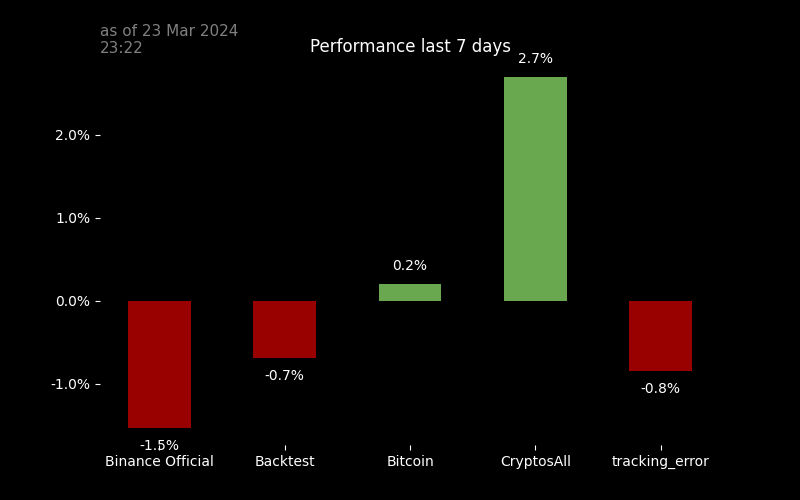 as of 23 Mar 2024
23:22
Performance last 7 days
2.7%
2.0%
1.0%
0.2%
0.0%
-0.7%
-1.0%
-0.8%
-1.5%
Binance Official
Backtest
Bitcoin
CryptosAll
tracking_error